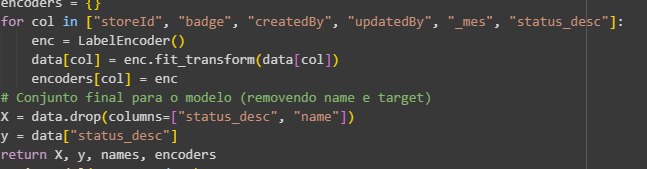 encoders = {}
for col in ["storeId", "badge", "createdBy", "updatedBy", "_mes", "status_desc"]:
    enc = LabelEncoder()
    data[col] = enc.fit_transform(data[col])
    encoders[col] = enc
# Conjunto final para o modelo (removendo name e target)
X = data.drop(columns=["status_desc", "name"])
y = data["status_desc"]
return X, y, names, encoders